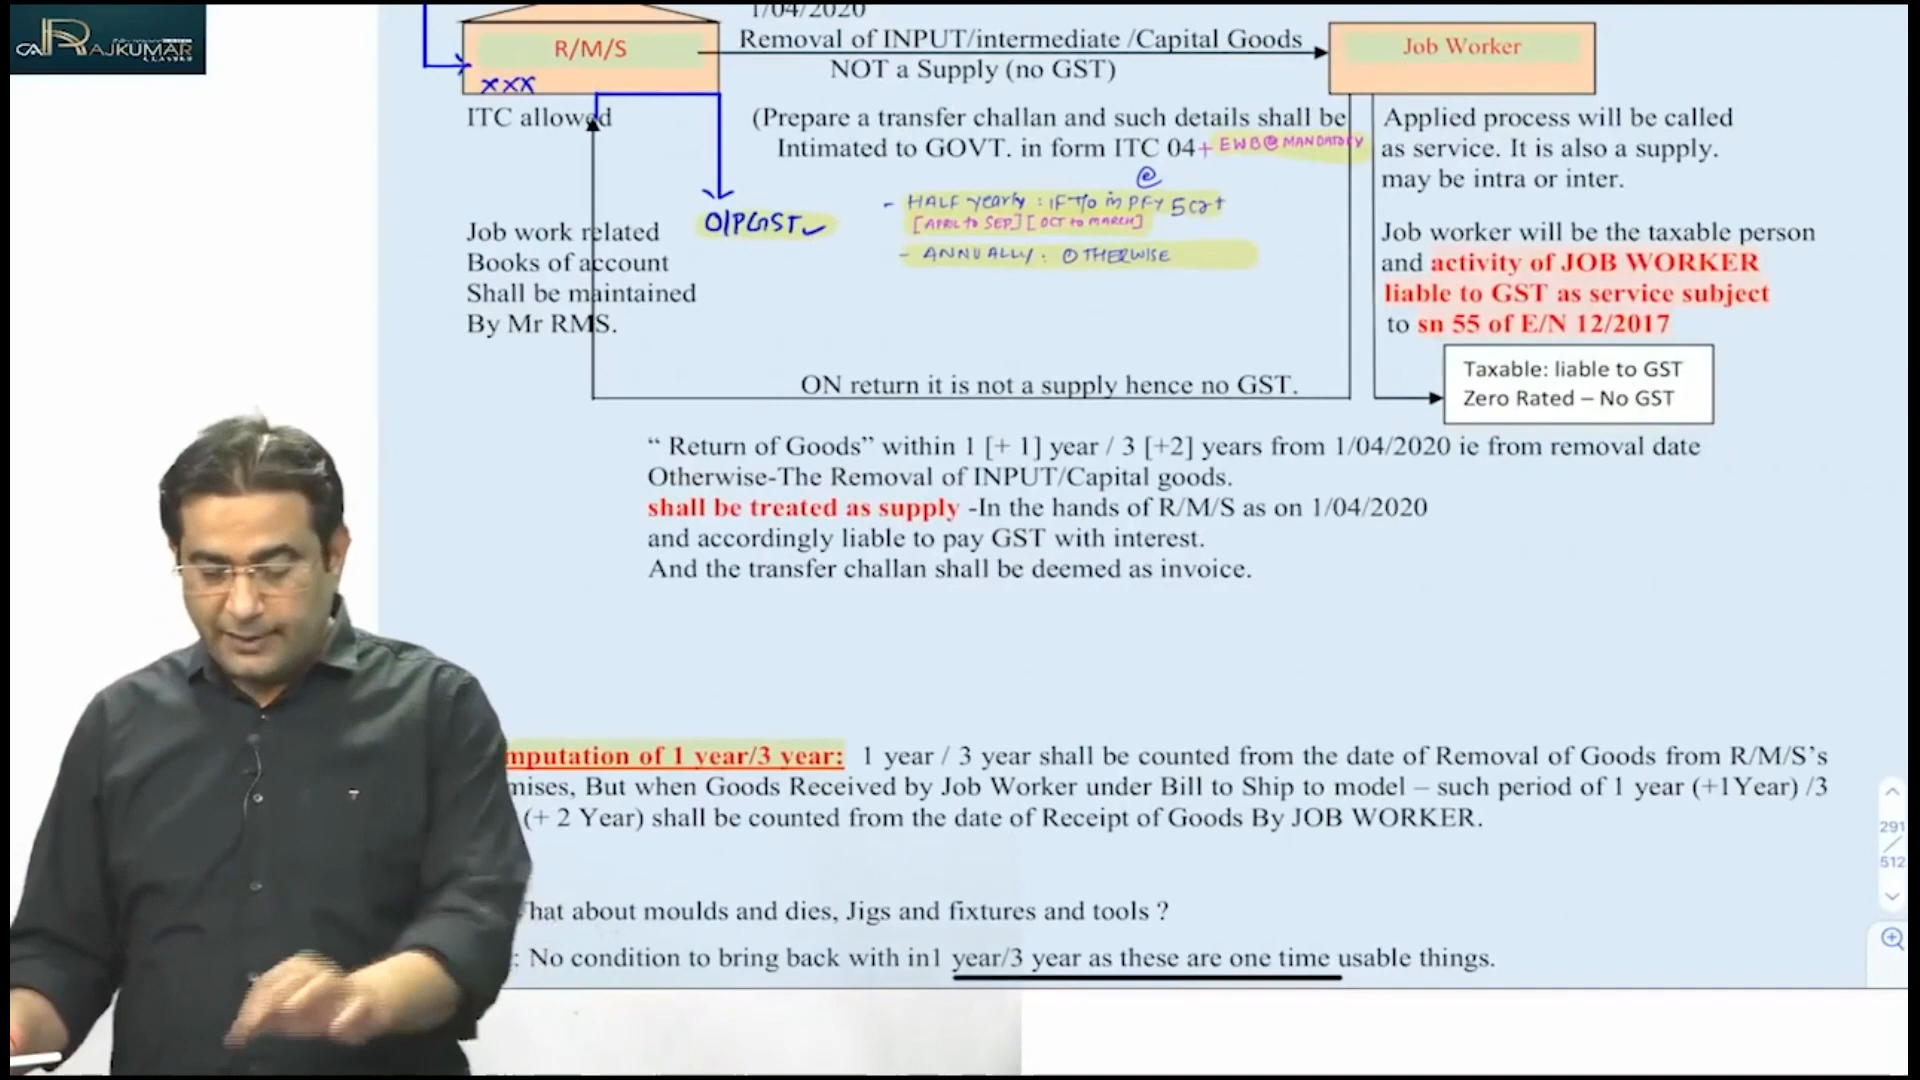 CA RAJKUMAR
CLASSES
1/04/2020
R/M/S
Removal of INPUT/intermediate /Capital Goods
Job Worker
NOT a Supply (no GST)
xxx
ITC allowed
(Prepare a transfer challan and such details shall be
Intimated to GOVT. in form ITC 04+ EWB@MANDATORY
@
- HALF yearly : IF T/o in PFY 5cr+
[APRIL to SEP] [OCT to MARCH]
- ANNUALLY : OTHERWISE
O/PGST
Applied process will be called
as service. It is also a supply.
may be intra or inter.
Job work related
Books of account
Shall be maintained
By Mr RMS.
Job worker will be the taxable person
and activity of JOB WORKER
liable to GST as service subject
to sn 55 of E/N 12/2017
Taxable: liable to GST
Zero Rated – No GST
ON return it is not a supply hence no GST.
“ Return of Goods” within 1 [+ 1] year / 3 [+2] years from 1/04/2020 ie from removal date
Otherwise-The Removal of INPUT/Capital goods.
shall be treated as supply -In the hands of R/M/S as on 1/04/2020
and accordingly liable to pay GST with interest.
And the transfer challan shall be deemed as invoice.
mputation of 1 year/3 year: 1 year / 3 year shall be counted from the date of Removal of Goods from R/M/S’s
mises, But when Goods Received by Job Worker under Bill to Ship to model – such period of 1 year (+1Year) /3
(+ 2 Year) shall be counted from the date of Receipt of Goods By JOB WORKER.
hat about moulds and dies, Jigs and fixtures and tools ?
: No condition to bring back with in1 year/3 year as these are one time usable things.
291
/
512